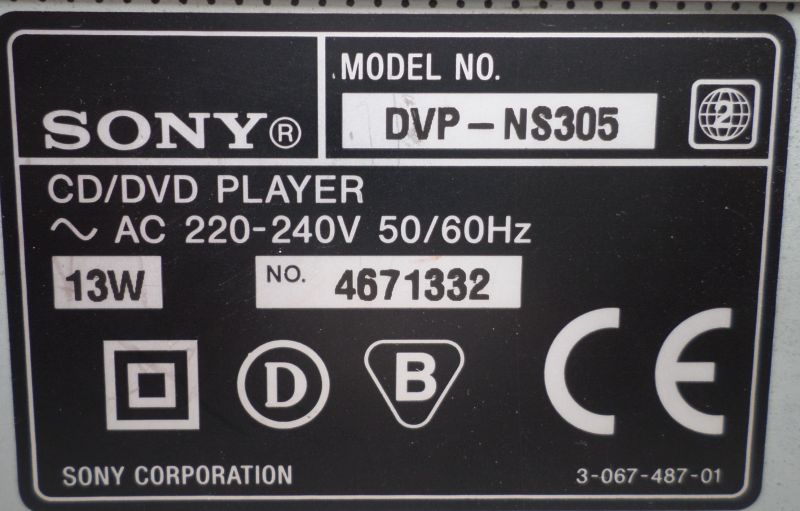 SONY®
MODEL NO.
DVP-NS305
2
CD/DVD PLAYER
~ AC 220-240V 50/60Hz
13W
NO. 4671332
D
B
CE
SONY CORPORATION
3-067-487-01